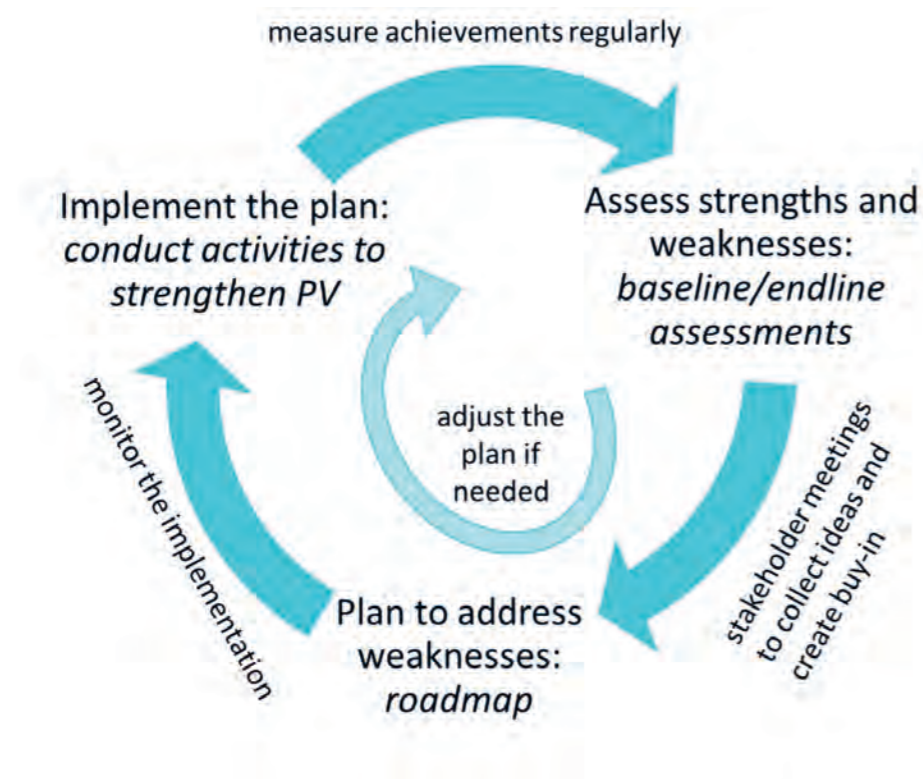 measure achievements regularly
Assess strengths and
weaknesses:
baseline/endline
assessments
stakeholder meetings
to collect ideas and
create buy-in
Plan to address
weaknesses:
roadmap
monitor the implementation
Implement the plan:
conduct activities to
strengthen PV
adjust the
plan if
needed